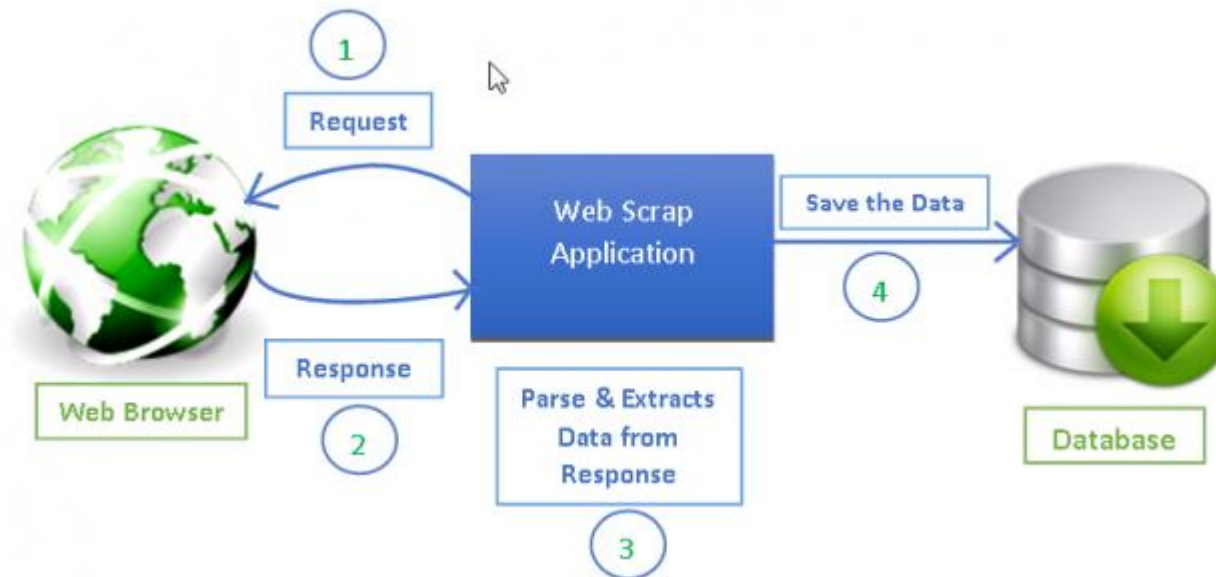 1
Request
Web Scrap
Application
Save the Data
4
Response
2
Web Browser
Parse & Extracts
Data from
Response
3
Database